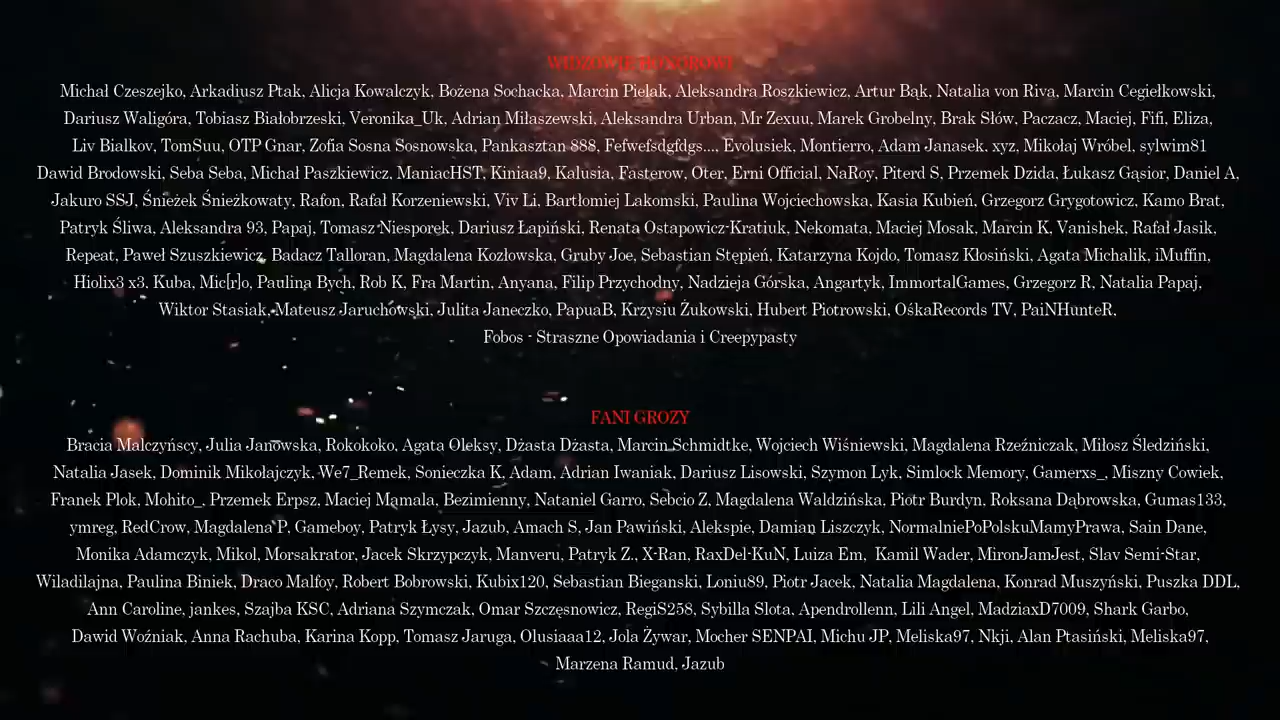 WIDZOWIE HONOROWI
Michał Czeszejko, Arkadiusz Ptak, Alicja Kowalczyk, Bożena Sochacka, Marcin Pielak, Aleksandra Roszkiewicz, Artur Bąk, Natalia von Riva, Marcin Cegiełkowski,
Dariusz Waligóra, Tobiasz Białobrzeski, Veronika_Uk, Adrian Miłaszewski, Aleksandra Urban, Mr Zexuu, Marek Grobelny, Brak Słów, Paczacz, Maciej, Fifi, Eliza,
Liv Bialkov, TomSuu, OTP Gnar, Zofia Sosna Sosnowska, Pankasztan 888, Fefwefsdgfdgs..., Evolusiek, Montierro, Adam Janasek, xyz, Mikołaj Wróbel, sylwim81
Dawid Brodowski, Seba Seba, Michał Paszkiewicz, ManiacHST, Kiniaa9, Kalusia, Fasterow, Oter, Erni Official, NaRoy, Piterd S, Przemek Dzida, Łukasz Gąsior, Daniel A,
Jakuro SSJ, Śnieżek Śnieżkowaty, Rafon, Rafał Korzeniewski, Viv Li, Bartłomiej Lakomski, Paulina Wojciechowska, Kasia Kubień, Grzegorz Grygotowicz, Kamo Brat,
Patryk Śliwa, Aleksandra 93, Papaj, Tomasz Niesporek, Dariusz Łapiński, Renata Ostapowicz-Kratiuk, Nekomata, Maciej Mosak, Marcin K, Vanishek, Rafał Jasik,
Repeat, Paweł Szuszkiewicz, Badacz Talloran, Magdalena Kozłowska, Gruby Joe, Sebastian Stępień, Katarzyna Kojdo, Tomasz Kłosiński, Agata Michalik, iMuffin,
Hiolix3 x3. Kuba, Mic[r]o, Paulina Bych, Rob K, Fra Martin, Anyana, Filip Przychodny, Nadzieja Górska, Angartyk, ImmortalGames, Grzegorz R, Natalia Papaj,
Wiktor Stasiak, Mateusz Jaruchowski, Julita Janeczko, PapuaB, Krzysiu Żukowski, Hubert Piotrowski, OśkaRecords TV, PaiNHunteR,
Fobos - Straszne Opowiadania i Creepypasty
FANI GROZY
Bracia Malczyńscy, Julia Janowska, Rokokoko, Agata Oleksy, Dżasta Dżasta, Marcin Schmidtke, Wojciech Wiśniewski, Magdalena Rzeźniczak, Miłosz Śledziński,
Natalia Jasek, Dominik Mikołajczyk, We7_Remek, Sonieczka K, Adam, Adrian Iwaniak, Dariusz Lisowski, Szymon Lyk, Simlock Memory, Gamerxs_, Miszny Cowiek,
Franek Plok, Mohito_, Przemek Erpsz, Maciej Mamala, Bezimienny, Nataniel Garro, Sebcio Z, Magdalena Waldzińska, Piotr Burdyn, Roksana Dąbrowska, Gumas133,
ymreg, RedCrow, Magdalena P, Gameboy, Patryk Łysy, Jazub, Amach S, Jan Pawiński, Alekspie, Damian Liszczyk, NormalniePoPolskuMamyPrawa, Sain Dane,
Monika Adamczyk, Mikol, Morsakrator, Jacek Skrzypczyk, Manveru, Patryk Z., X-Ran, RaxDel-KuN, Luiza Em, Kamil Wader, MironJamJest, Sław Semi-Star,
Wiladilajna, Paulina Biniek, Draco Malfoy, Robert Bobrowski, Kubix120, Sebastian Bieganski, Loniu89, Piotr Jacek, Natalia Magdalena, Konrad Muszyński, Puszka DDL,
Ann Caroline, jankes, Szajba KSC, Adriana Szymczak, Omar Szczęsnowicz, RegiS258, Sybilla Slota, Apendrollenn, Lili Angel, MadziaxD7009, Shark Garbo,
Dawid Woźniak, Anna Rachuba, Karina Kopp, Tomasz Jaruga, Olusiaaa12, Jola Żywar, Mocher SENPAI, Michu JP, Meliska97, Nkji, Alan Ptasiński, Meliska97,
Marzena Ramud, Jazub